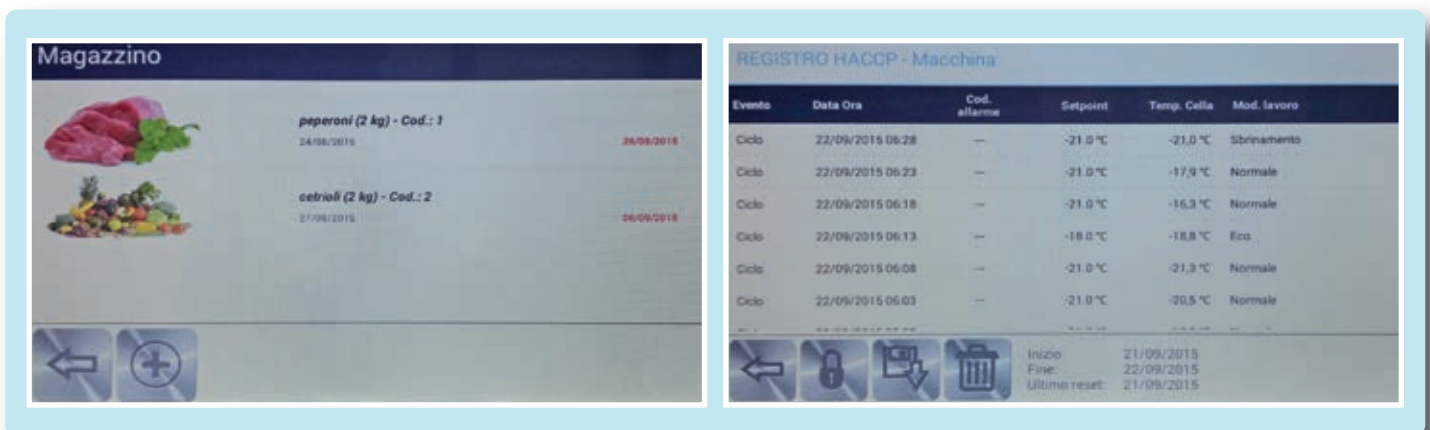 Magazzino
peperoni (2 kg) - Cod.: 1
24/08/2015
26/08/2015
cetrioli (2 kg) - Cod.: 2
27/08/2015
06/09/2015
REGISTRO HACCP - Macchina
Evento Data Ora Cod. allarme Setpoint Temp. Cella Mod. lavoro
Ciclo 22/09/2015 06:28 --- -21.0 °C -21,0 °C Sbrinamento
Ciclo 22/09/2015 06:23 --- -21.0 °C -17,9 °C Normale
Ciclo 22/09/2015 06:18 --- -21.0 °C -16,3 °C Normale
Ciclo 22/09/2015 06:13 --- -18.0 °C -18,8 °C Eco
Ciclo 22/09/2015 06:08 --- -21.0 °C -21,3 °C Normale
Ciclo 22/09/2015 06:03 --- -21.0 °C -20,5 °C Normale
Inizio: 21/09/2015
Fine: 22/09/2015
Ultimo reset: 21/09/2015